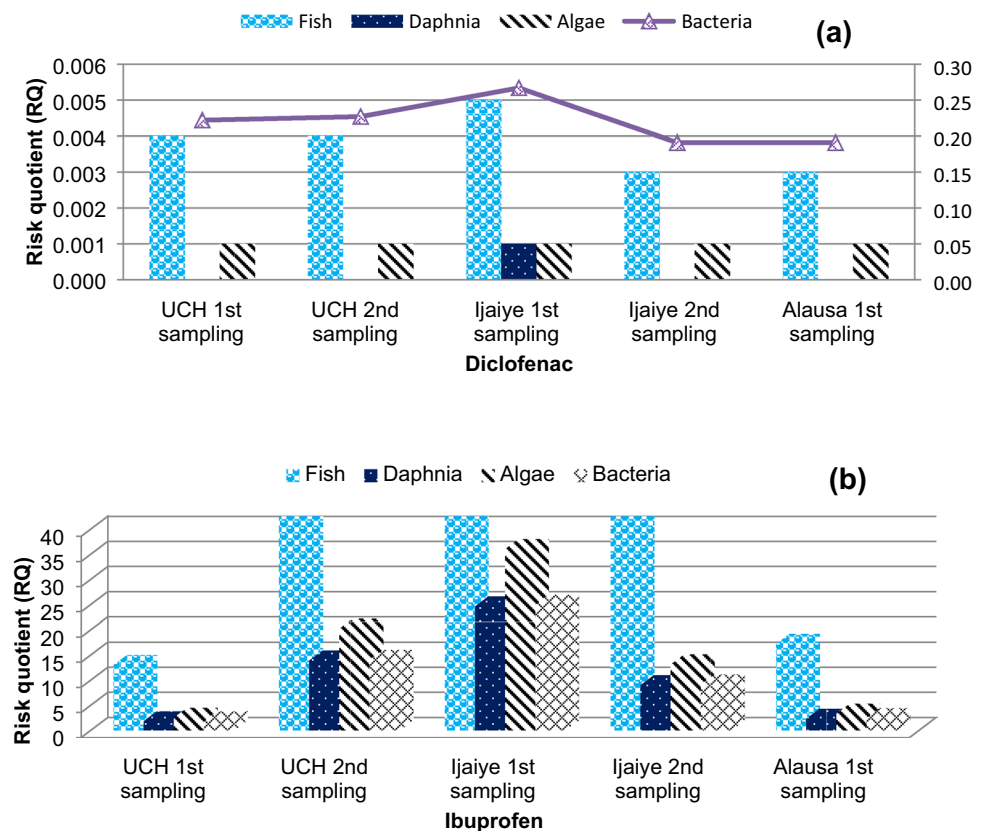 Fish Daphnia Algae Bacteria
(a)
Risk quotient (RQ)
0.006 0.30
0.005 0.25
0.004 0.20
0.003 0.15
0.002 0.10
0.001 0.05
0.000 0.00
UCH 1st sampling
UCH 2nd sampling
Ijaiye 1st sampling
Ijaiye 2nd sampling
Alausa 1st sampling
Diclofenac
Fish Daphnia Algae Bacteria
(b)
Risk quotient (RQ)
40
35
30
25
20
15
10
5
0
UCH 1st sampling
UCH 2nd sampling
Ijaiye 1st sampling
Ijaiye 2nd sampling
Alausa 1st sampling
Ibuprofen